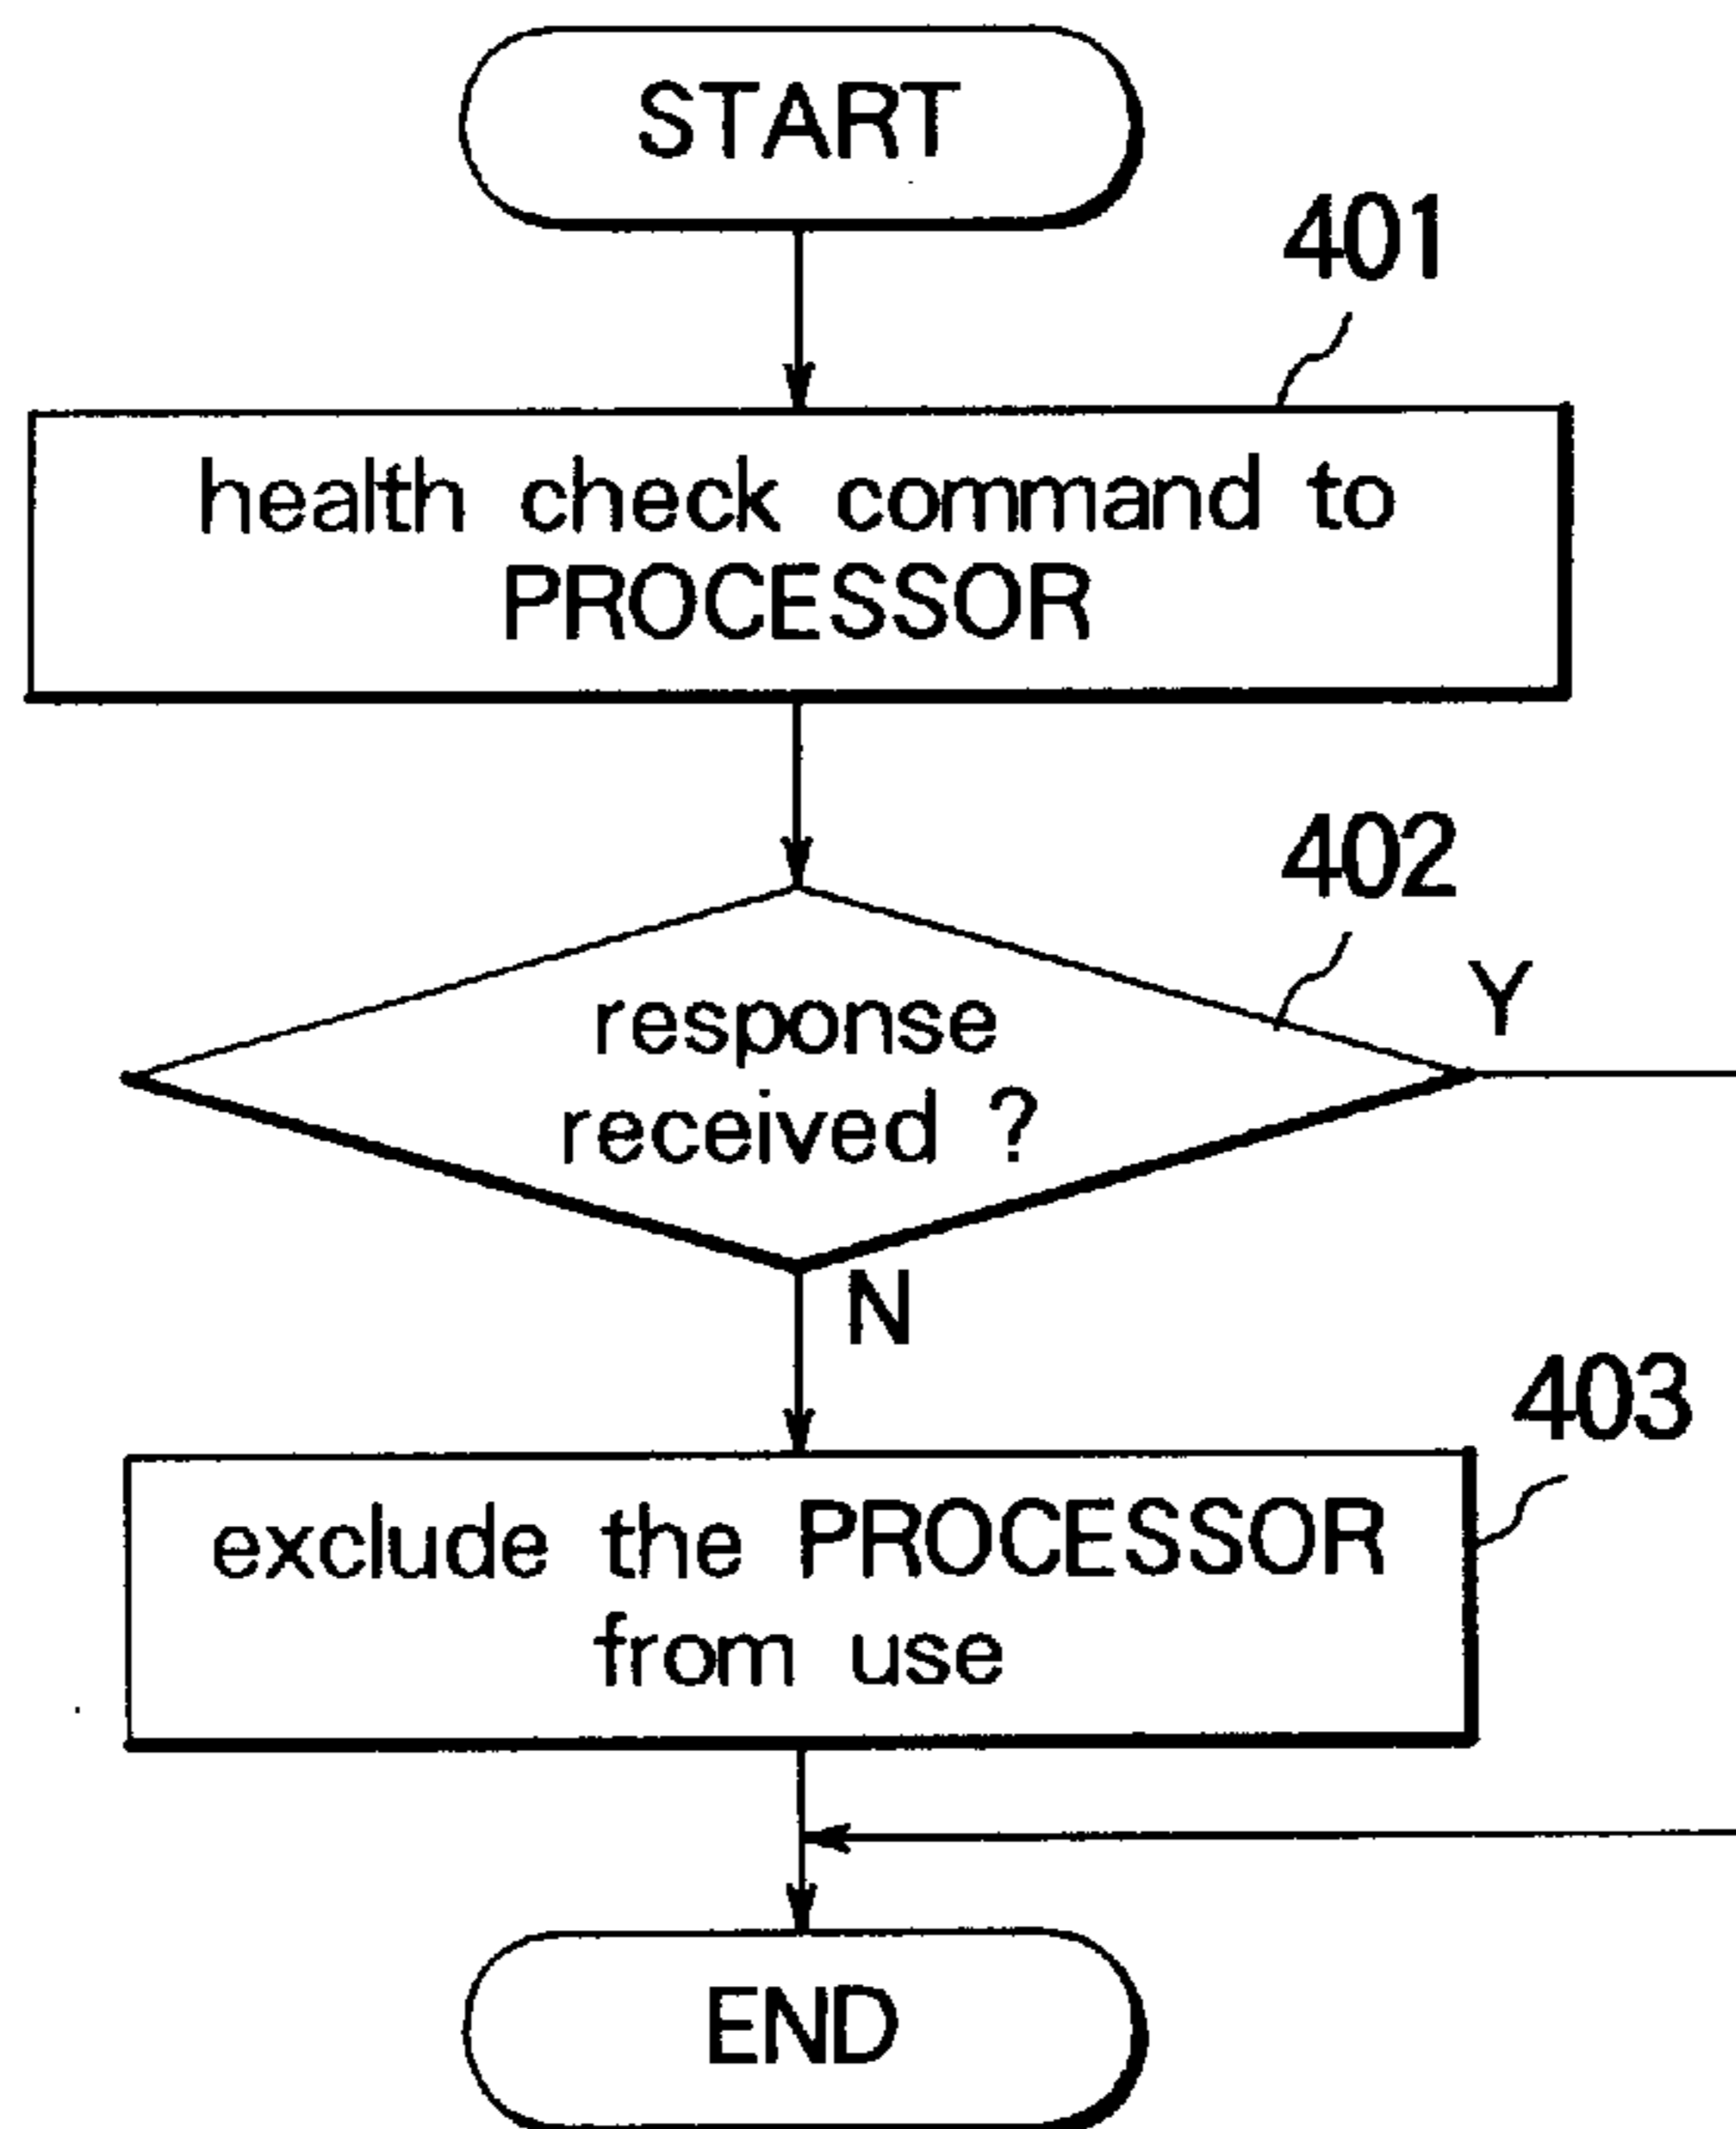 START
401
health check command to
PROCESSOR
402
Y
response
received ?
N
403
exclude the PROCESSOR
from use
END